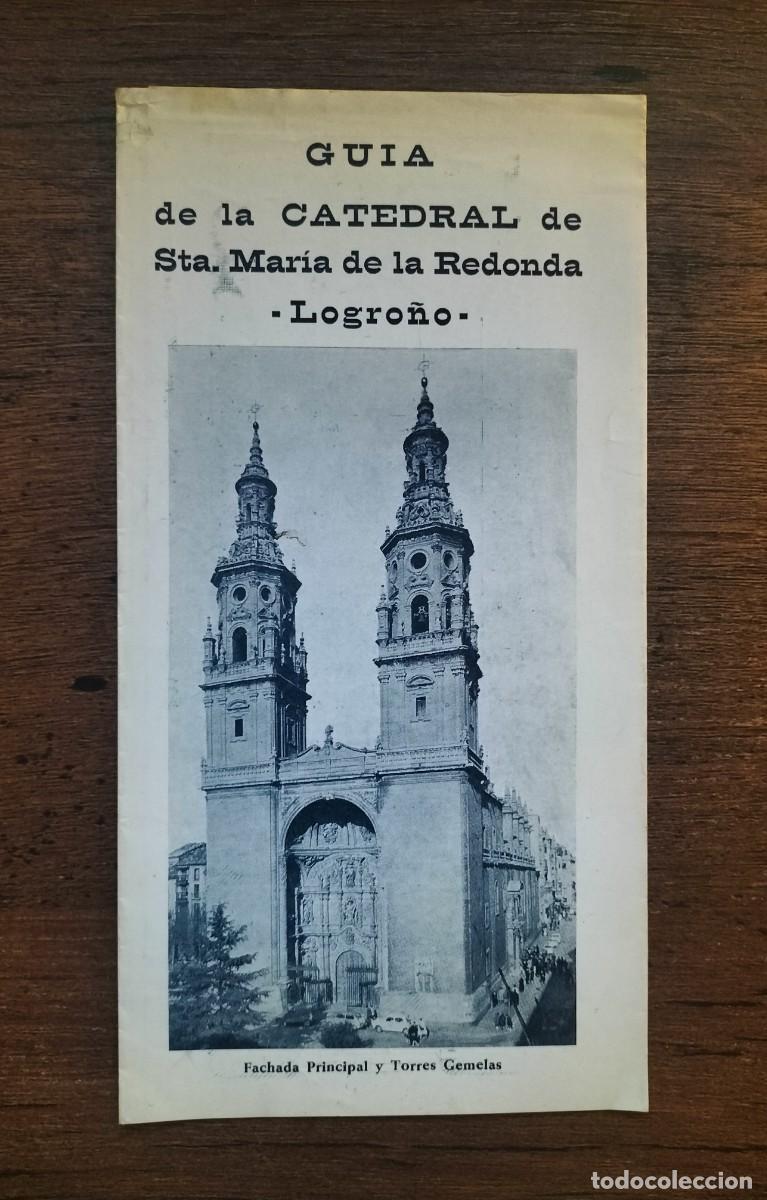 GUIA
de la CATEDRAL de
Sta. María de la Redonda
- Logroño -
Fachada Principal y Torres Gemelas
todocoleccion